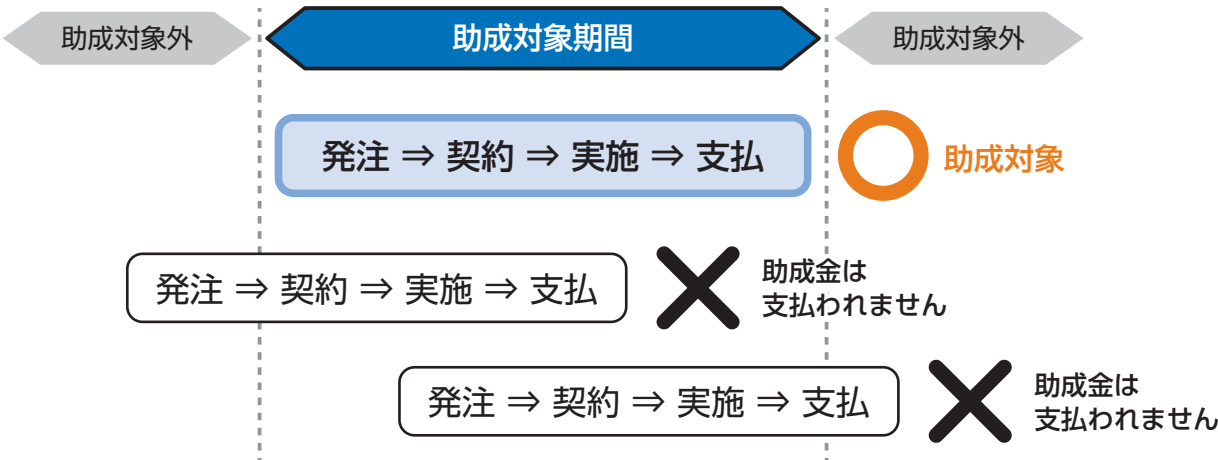 助成対象外
助成対象期間
助成対象外
発注 ⇒ 契約 ⇒ 実施 ⇒ 支払
助成対象
発注 ⇒ 契約 ⇒ 実施 ⇒ 支払
助成金は
支払われません
発注 ⇒ 契約 ⇒ 実施 ⇒ 支払
助成金は
支払われません